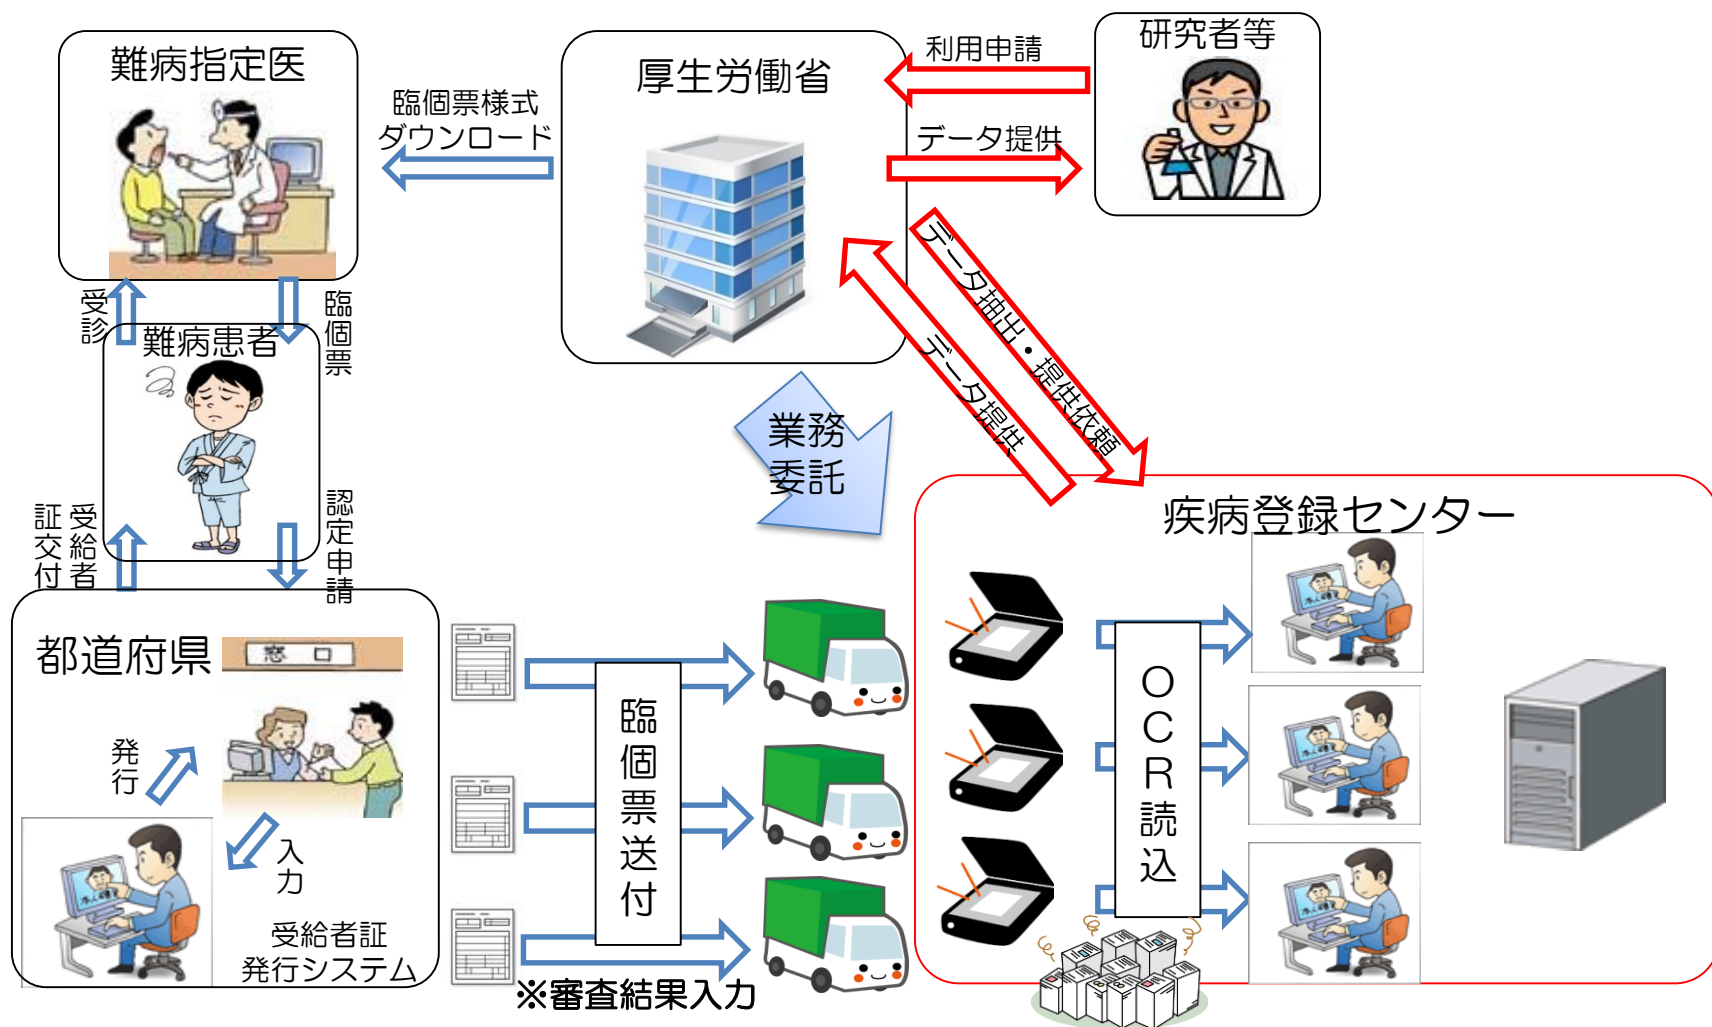 難病指定医
臨個票様式
ダウンロード
厚生労働省
利用申請
データ提供
研究者等
受診
臨個票
難病患者
データ抽出・提供依頼
データ提供
業務
委託
受給者
証交付
認定申請
疾病登録センター
都道府県
窓口
発行
入力
受給者証
発行システム
臨個票送付
※審査結果入力
OCR読込